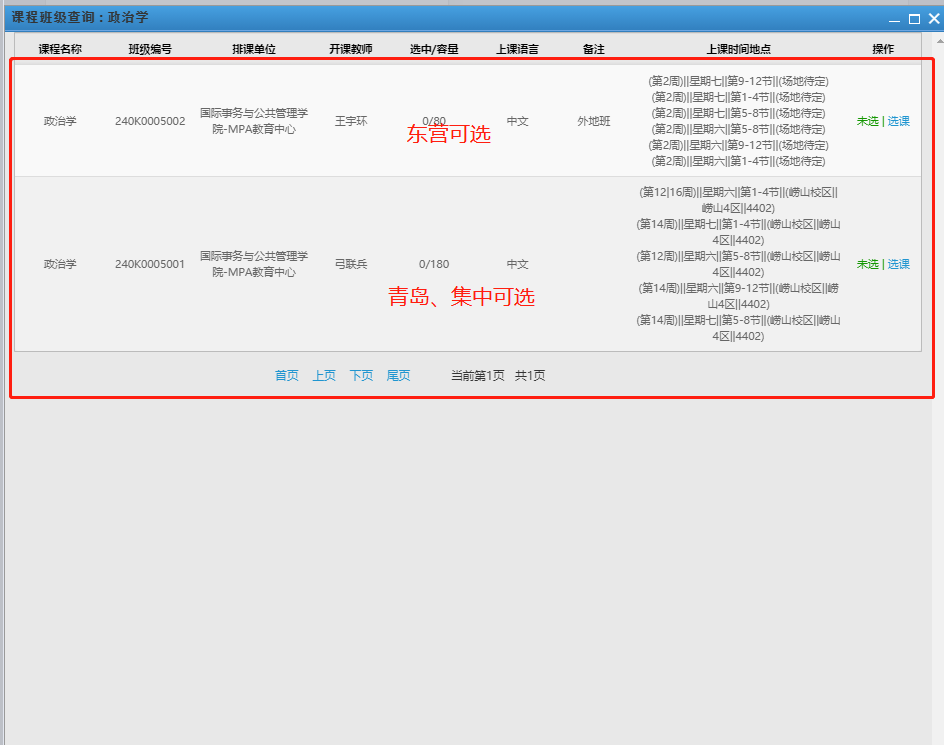 课程班级查询：政治学
课程名称 班级编号 排课单位 开课教师 选中/容量 上课语言 备注 上课时间地点 操作
政治学 240K0005002 国际事务与公共管理学
院-MPA教育中心 王宇环 0/80 中文 外地班
(第2周)||星期七||第9-12节||(场地待定)
(第2周)||星期七||第1-4节||(场地待定)
(第2周)||星期七||第5-8节||(场地待定)
(第2周)||星期六||第5-8节||(场地待定)
(第2周)||星期六||第9-12节||(场地待定)
(第2周)||星期六||第1-4节||(场地待定)
未选 | 选课
东营可选
政治学 240K0005001 国际事务与公共管理学
院-MPA教育中心 弓联兵 0/180 中文
(第12|16周)||星期六||第1-4节||(崂山校区||
崂山4区||4402)
(第14周)||星期七||第1-4节||(崂山校区||崂山
4区||4402)
(第12周)||星期六||第5-8节||(崂山校区||崂山
4区||4402)
(第14周)||星期六||第9-12节||(崂山校区||崂
山4区||4402)
(第14周)||星期七||第5-8节||(崂山校区||崂山
4区||4402)
未选 | 选课
青岛、集中可选
首页 上页 下页 尾页 当前第1页 共1页